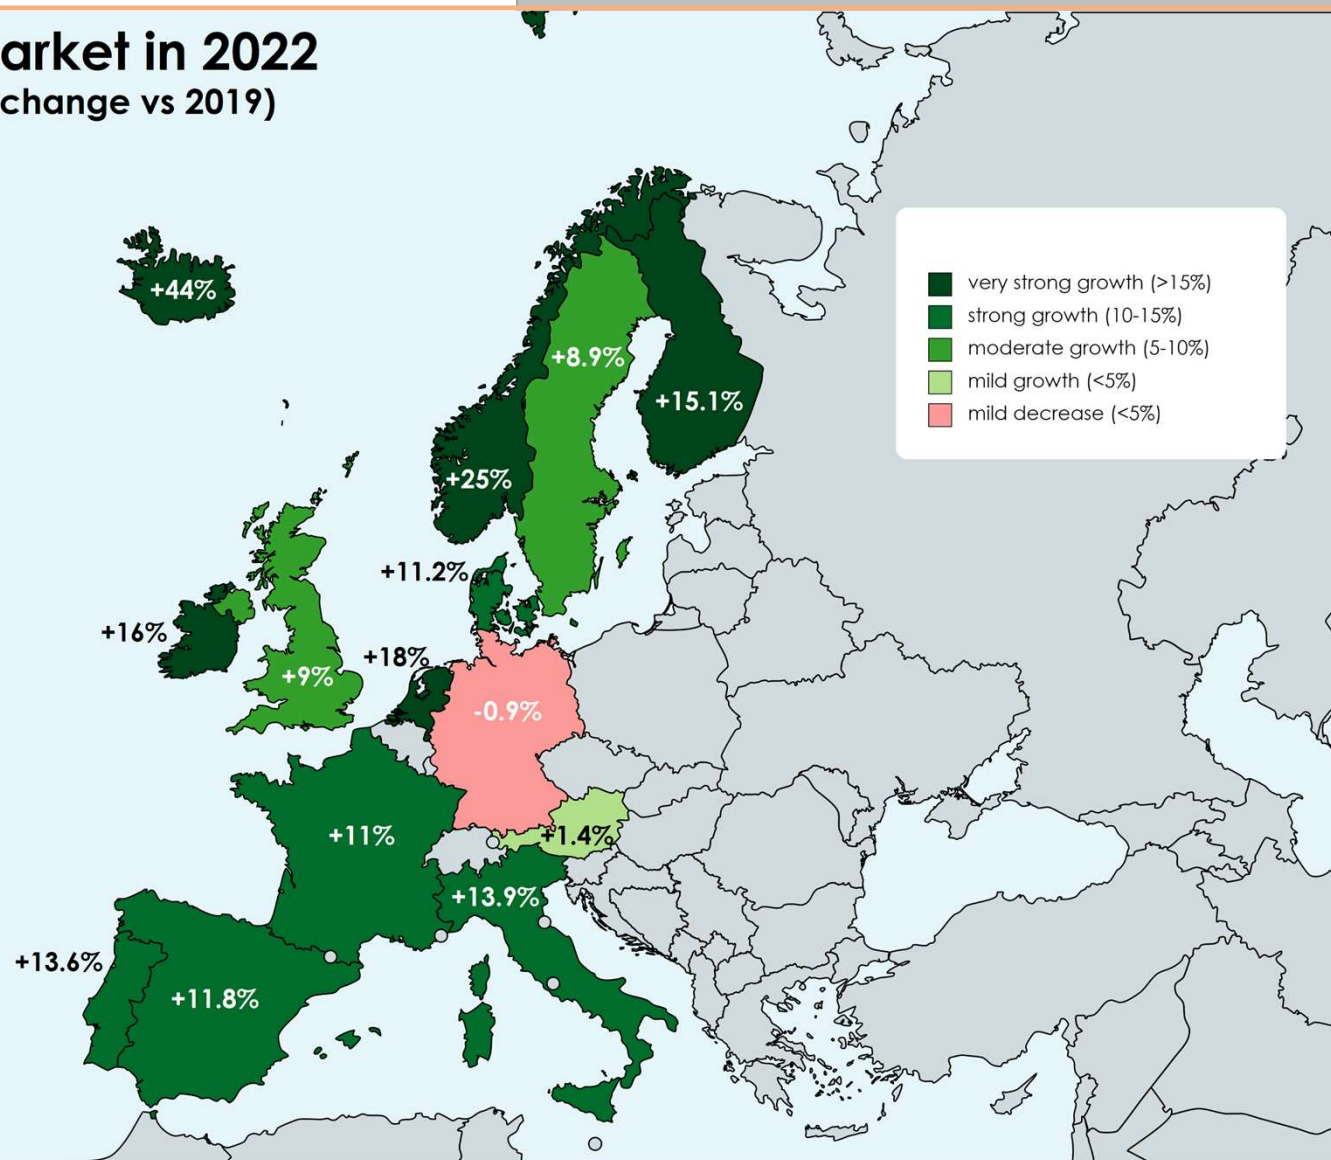 arket in 2022
change vs 2019)
+44%
very strong growth (>15%)
strong growth (10-15%)
moderate growth (5-10%)
mild growth (<5%)
mild decrease (<5%)
+8.9%
+15.1%
+25%
+11.2%
+16%
+18%
+9%
-0.9%
+11%
+1.4%
+13.9%
+13.6%
+11.8%